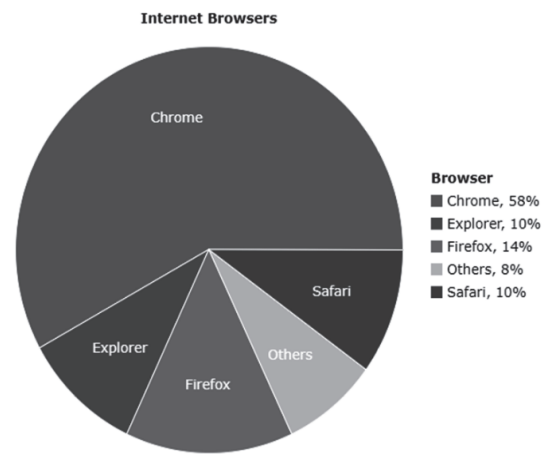 Internet Browsers
Chrome
Explorer
Firefox
Others
Safari
Browser
Chrome, 58%
Explorer, 10%
Firefox, 14%
Others, 8%
Safari, 10%